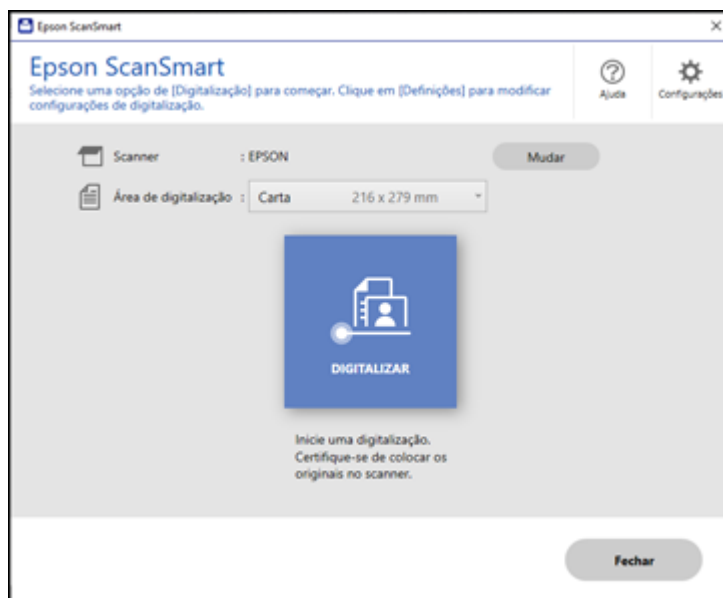 Epson ScanSmart
Epson ScanSmart
Selecione uma opção de [Digitalização] para começar. Clique em [Definições] para modificar
configurações de digitalização.
Ajuda
Configurações
Scanner : EPSON
Mudar
Área de digitalização : Carta 216 x 279 mm
DIGITALIZAR
Inicie uma digitalização.
Certifique-se de colocar os
originais no scanner.
Fechar